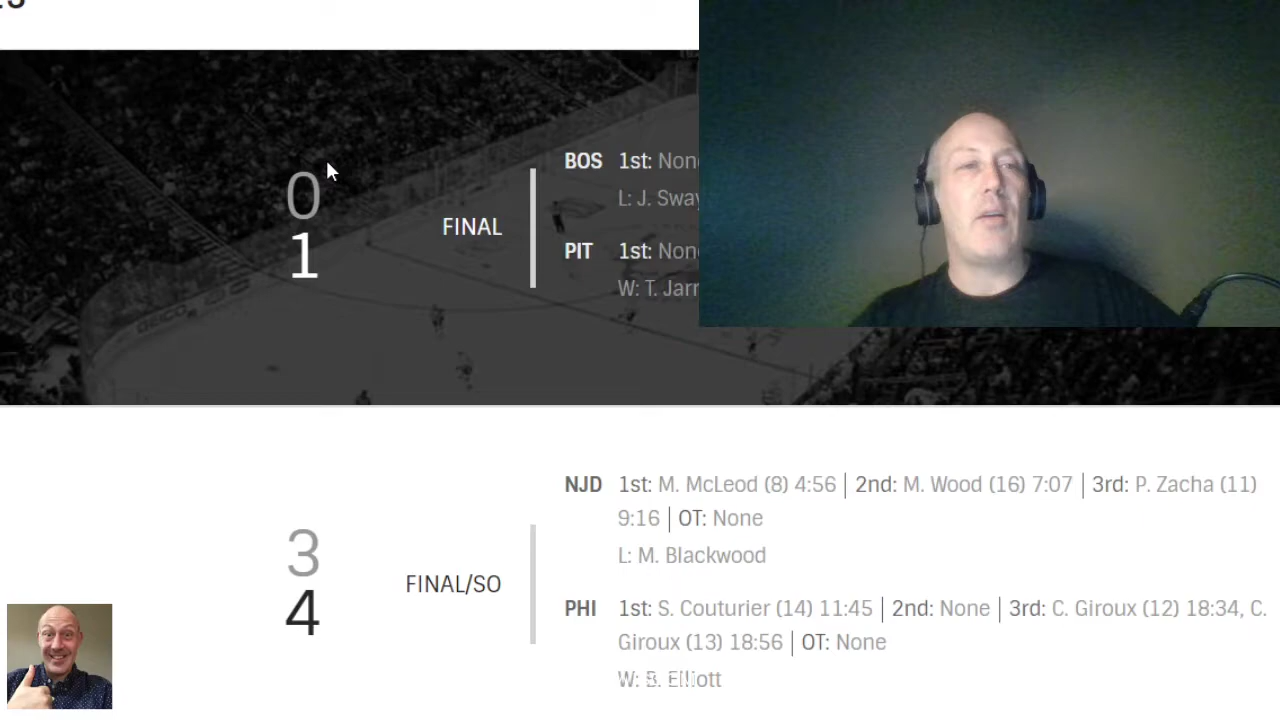 0
1
FINAL
BOS 1st: None
L: J. Sway
PIT 1st: None
W: T. Jarr
GEICO
3
4
FINAL/SO
NJD 1st: M. McLeod (8) 4:56 | 2nd: M. Wood (16) 7:07 | 3rd: P. Zacha (11)
9:16 | OT: None
L: M. Blackwood
PHI 1st: S. Couturier (14) 11:45 | 2nd: None | 3rd: C. Giroux (12) 18:34, C.
Giroux (13) 18:56 | OT: None
W: B. Elliott